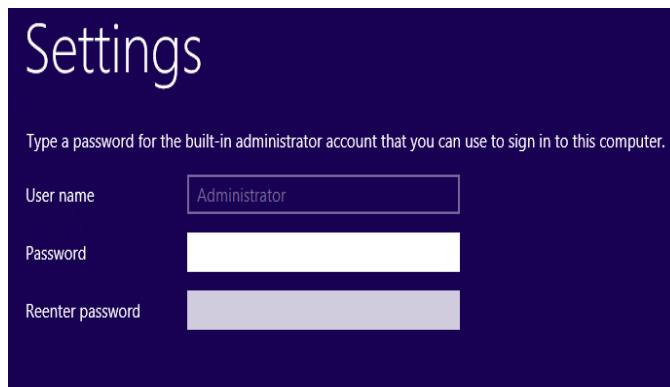 Settings
Type a password for the built-in administrator account that you can use to sign in to this computer.
User name
Administrator
Password
Reenter password